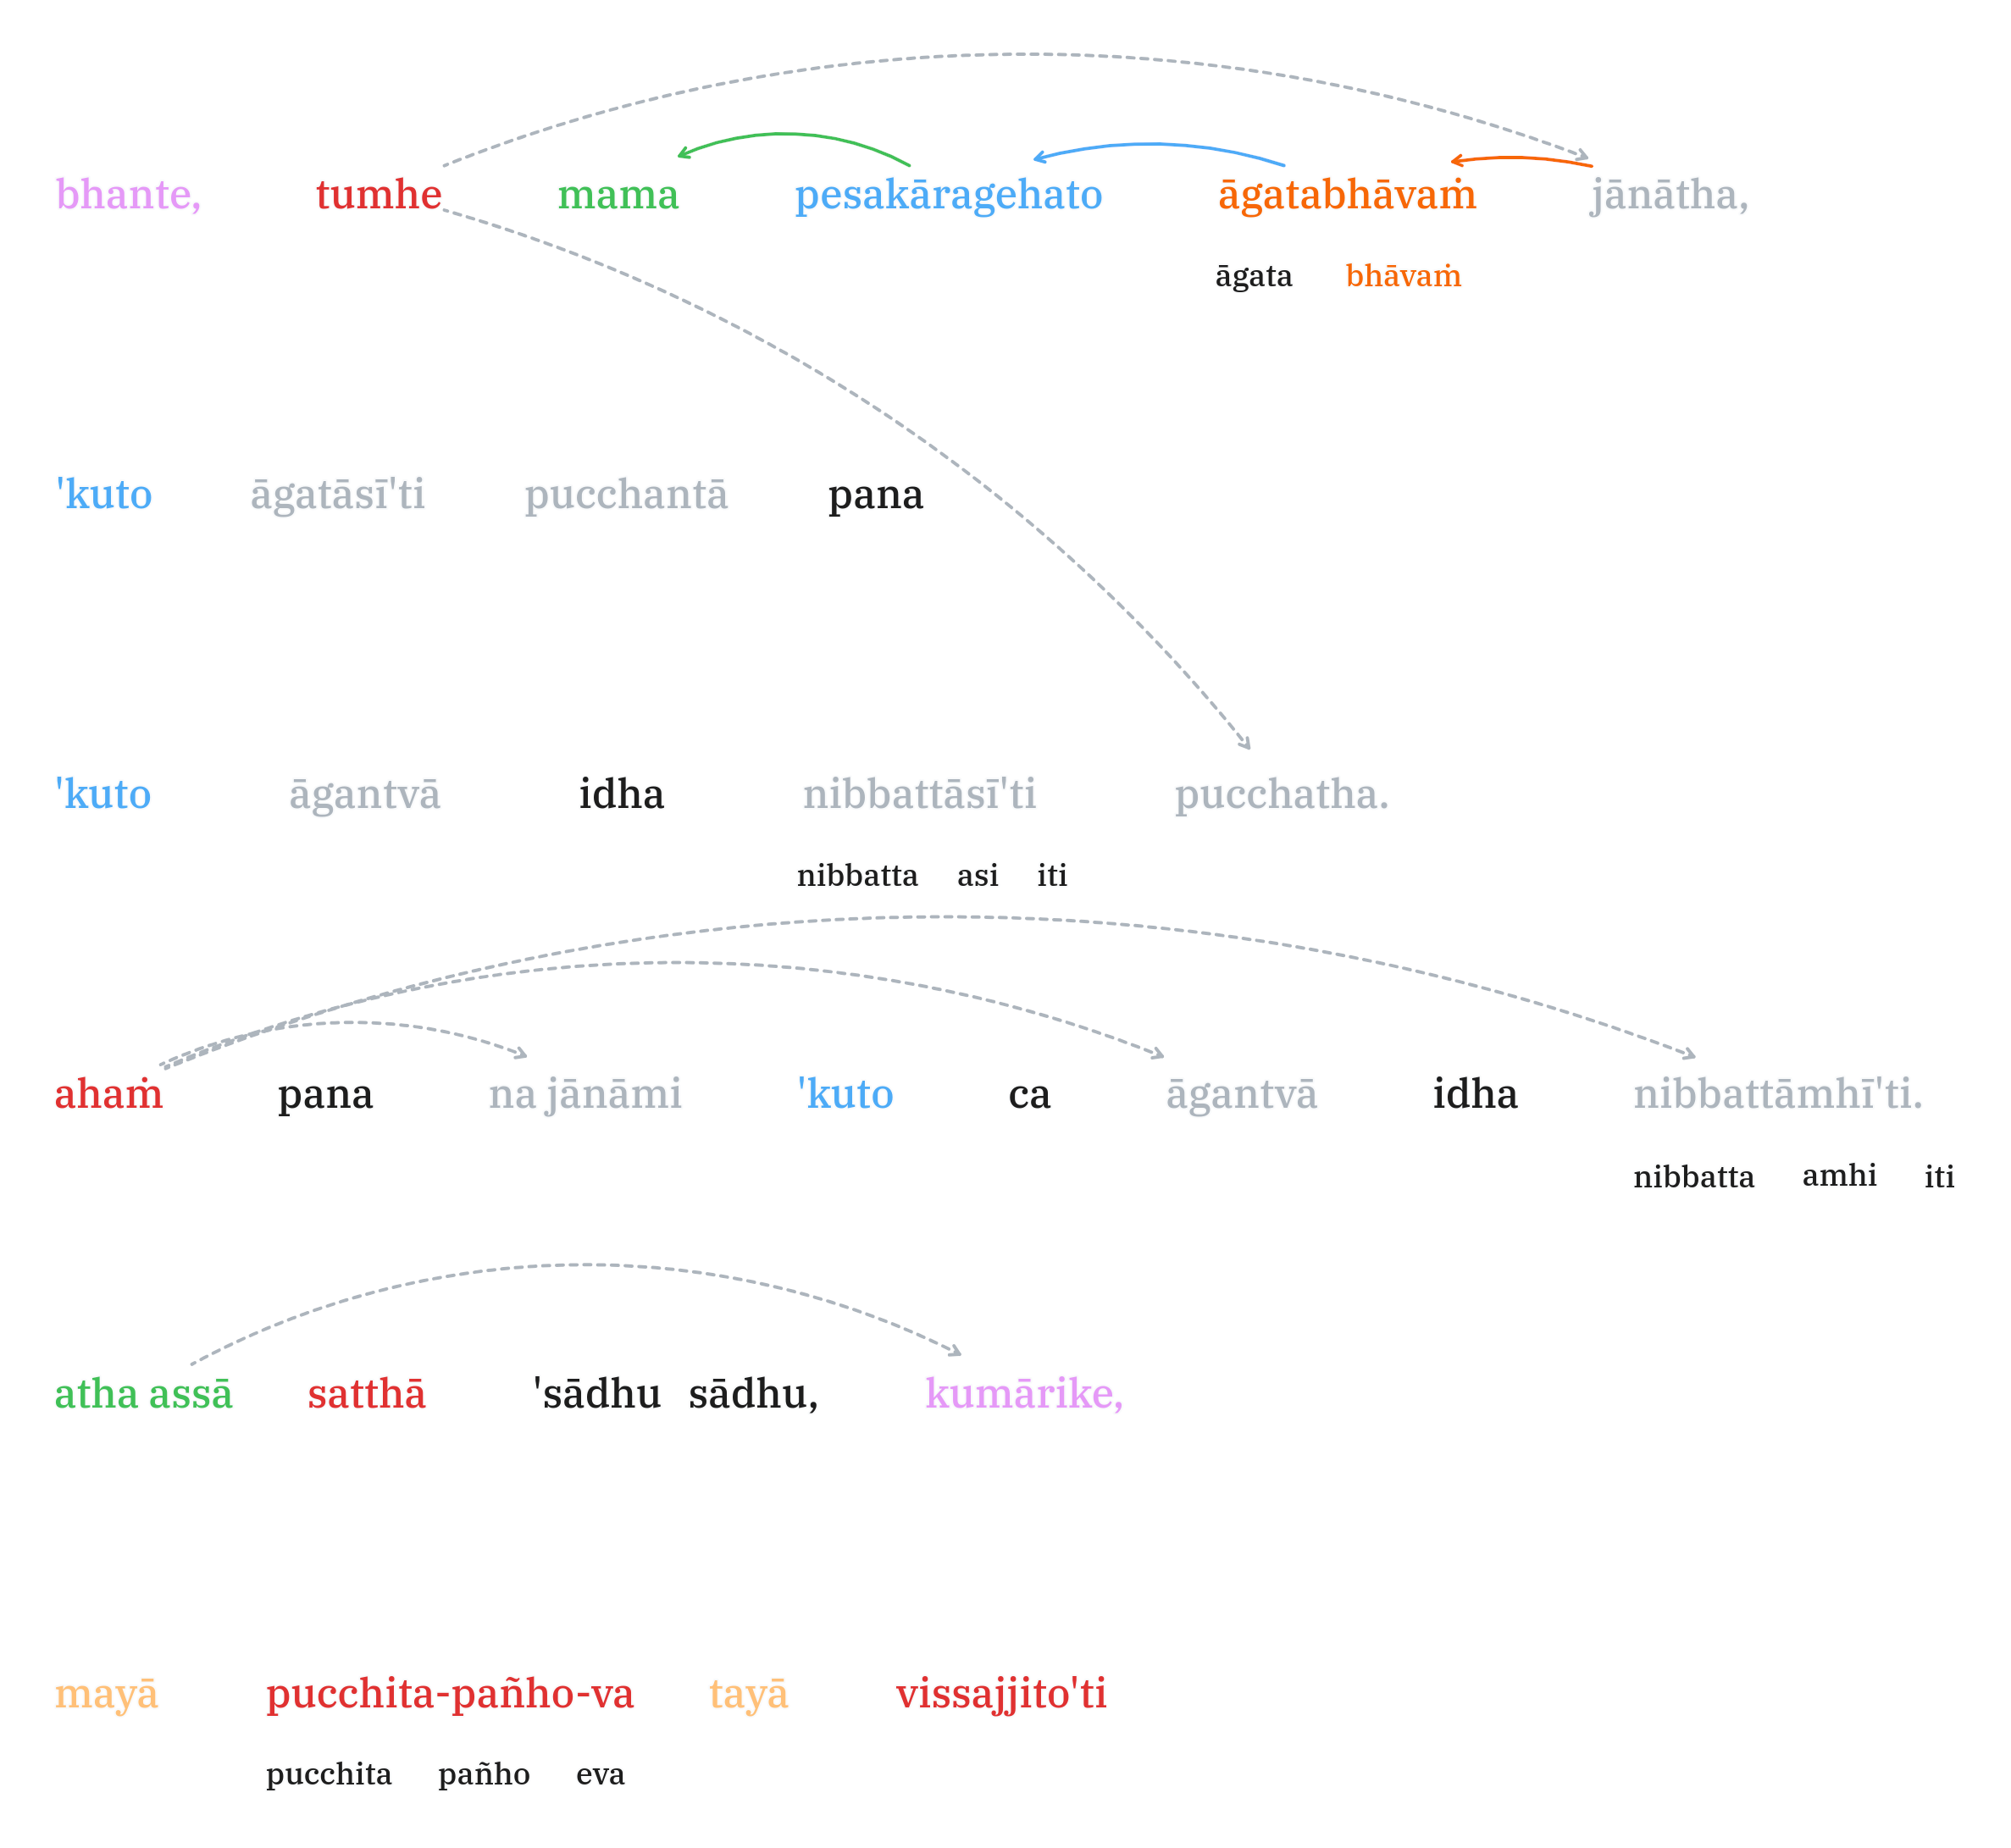 bhante, tumhe mama pesakāragehato āgatabhāvaṁ jānātha,
āgata bhāvaṁ
'kuto āgatāsī'ti pucchantā pana
'kuto āgantvā idha nibbattāsī'ti pucchatha.
nibbatta asi iti
ahaṁ pana na jānāmi 'kuto ca āgantvā idha nibbattāmhī'ti.
nibbatta amhi iti
atha assā satthā 'sādhu sādhu, kumārike,
mayā pucchita-pañho-va tayā vissajjito'ti
pucchita pañho eva